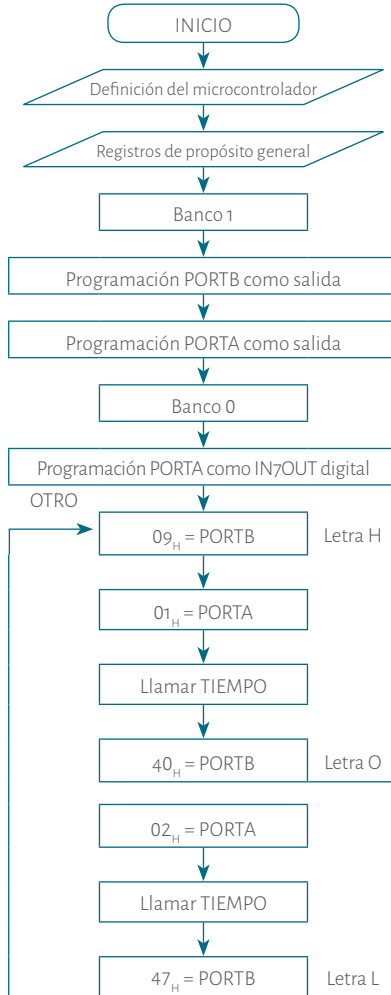 INICIO
Definición del microcontrolador
Registros de propósito general
Banco 1
Programación PORTB como salida
Programación PORTA como salida
Banco 0
Programación PORTA como IN7OUT digital
OTRO
09H = PORTB Letra H
01H = PORTA
Llamar TIEMPO
40H = PORTB Letra O
02H = PORTA
Llamar TIEMPO
47H = PORTB Letra L